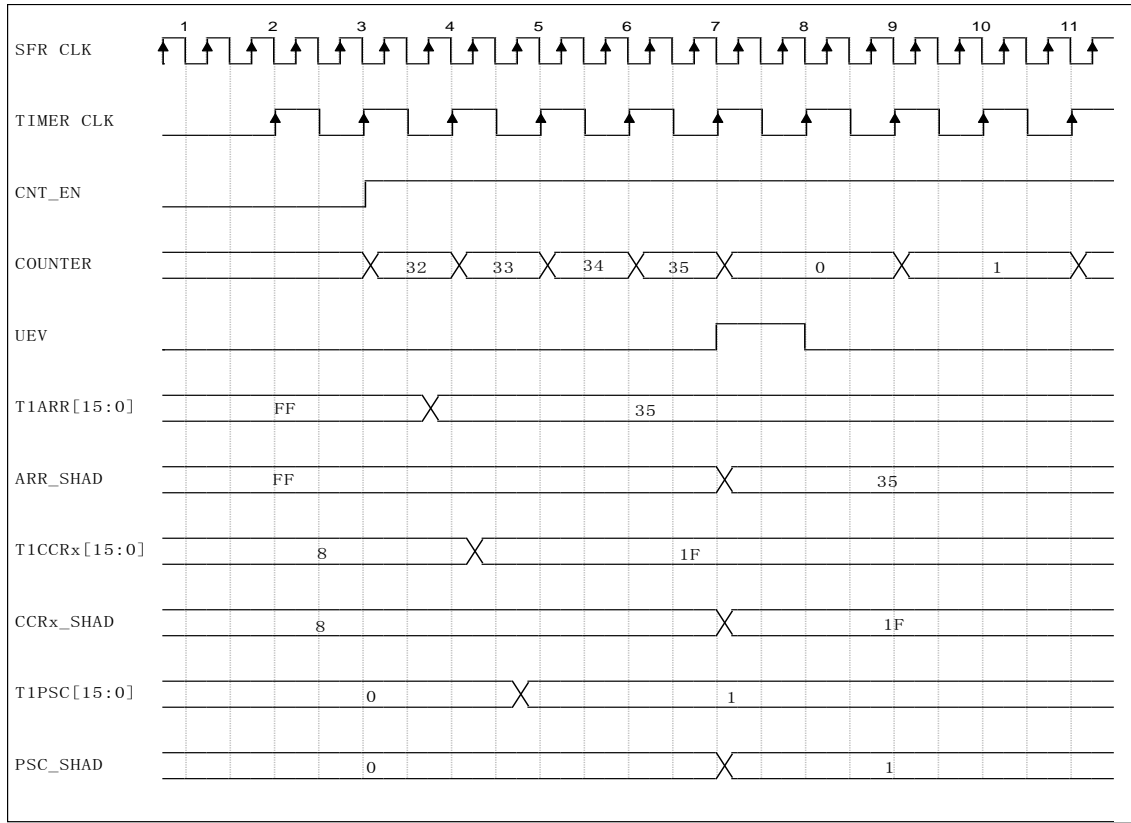 1 2 3 4 5 6 7 8 9 10 11
SFR CLK
TIMER CLK
CNT_EN
COUNTER 32 33 34 35 0 1
UEV
T1ARR[15:0] FF 35
ARR_SHAD FF 35
T1CCRx[15:0] 8 1F
CCRx_SHAD 8 1F
T1PSC[15:0] 0 1
PSC_SHAD 0 1